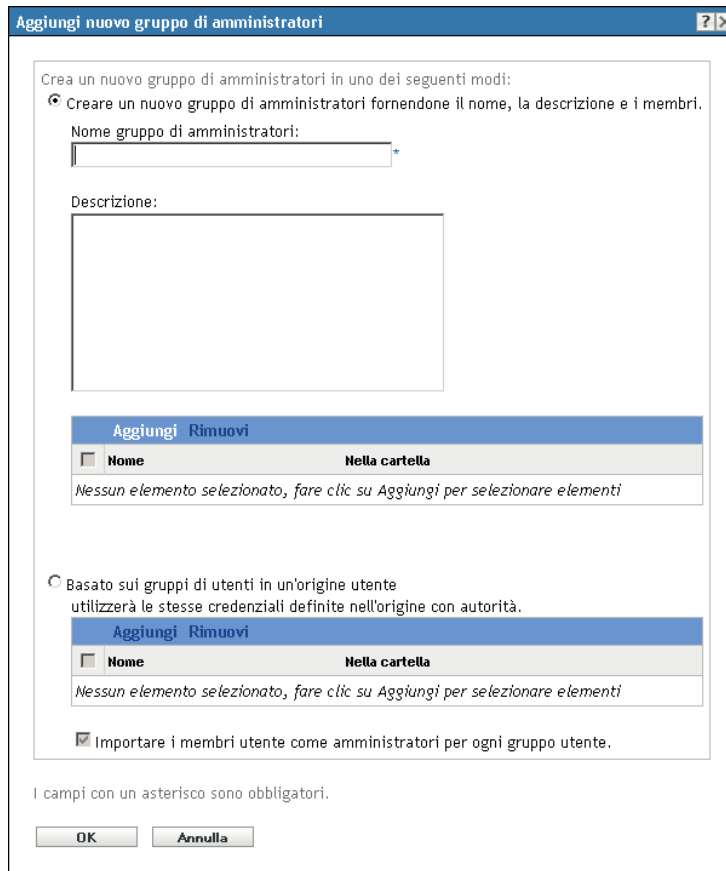 Aggiungi nuovo gruppo di amministratori
?
Crea un nuovo gruppo di amministratori in uno dei seguenti modi:
Creare un nuovo gruppo di amministratori fornendone il nome, la descrizione e i membri.
Nome gruppo di amministratori:
*
Descrizione:
Aggiungi Rimuovi
Nome Nella cartella
Nessun elemento selezionato, fare clic su Aggiungi per selezionare elementi
Basato sui gruppi di utenti in un'origine utente
utilizzerà le stesse credenziali definite nell'origine con autorità.
Aggiungi Rimuovi
Nome Nella cartella
Nessun elemento selezionato, fare clic su Aggiungi per selezionare elementi
Importare i membri utente come amministratori per ogni gruppo utente.
I campi con un asterisco sono obbligatori.
OK Annulla